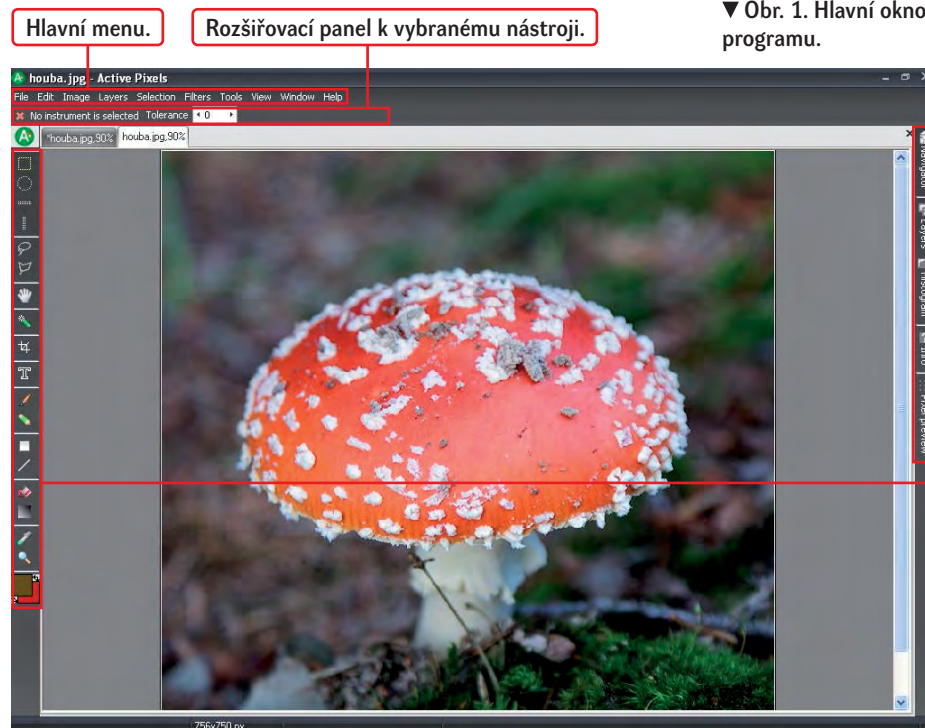 ▼ Obr. 1. Hlavní okno
programu.
Hlavní menu.
Rozšiřovací panel k vybranému nástroji.
houba.jpg - Active Pixels
File Edit Image Layers Selection Filters Tools View Window Help
No instrument is selected Tolerance 0
*houba.jpg,90% houba.jpg,90%
Navigator
Layers
Histogram
Info
Pixel preview
756x750 px